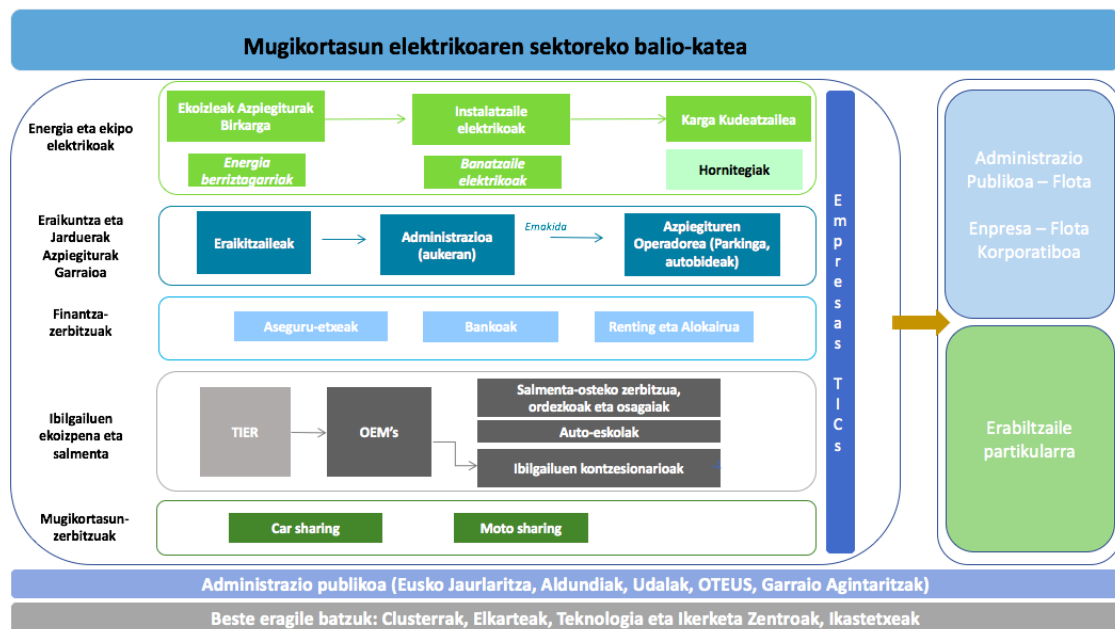 Mugikortasun elektrikoaren sektoreko balio-katea
Energia eta ekipo
elektrikoak
Ekoizleak Azpiegiturak
Birkarga
Instalatzaile
elektrikoak
Karga Kudeatzailea
Energia
berriztagarriak
Banatzaile
elektrikoak
Hornitegiak
Eraikuntza eta
Jarduerak
Azpiegiturak
Garraioa
Eraikitzaileak
Administrazioa
(aukeran)
Emakida
Azpigituren
Operadorea (Parkinga,
autobideak)
Finantza-
zerbitzuak
Aseguru-etxeak
Bankoak
Renting eta Alokairua
Ibilgailuen
ekoizpena eta
salmenta
TIER
OEM's
Salmenta-osteko zerbitzua,
ordezkoak eta osagaiak
Auto-eskolak
Ibilgailuen kontzesionarioak
Mugikortasun-
zerbitzuak
Car sharing
Moto sharing
Empresas TICs
Administrazio
Publikoa – Flota
Enpresa – Flota
Korporatiboa
Erabiltzaile
partikularra
Administrazio publikoa (Eusko Jaurlaritza, Aldundiak, Udalak, OTEUS, Garraio Agintaritzak)
Beste eragile batzuk: Clusterrak, Elkarteak, Teknologia eta Ikerketa Zentroak, Ikastetxeak